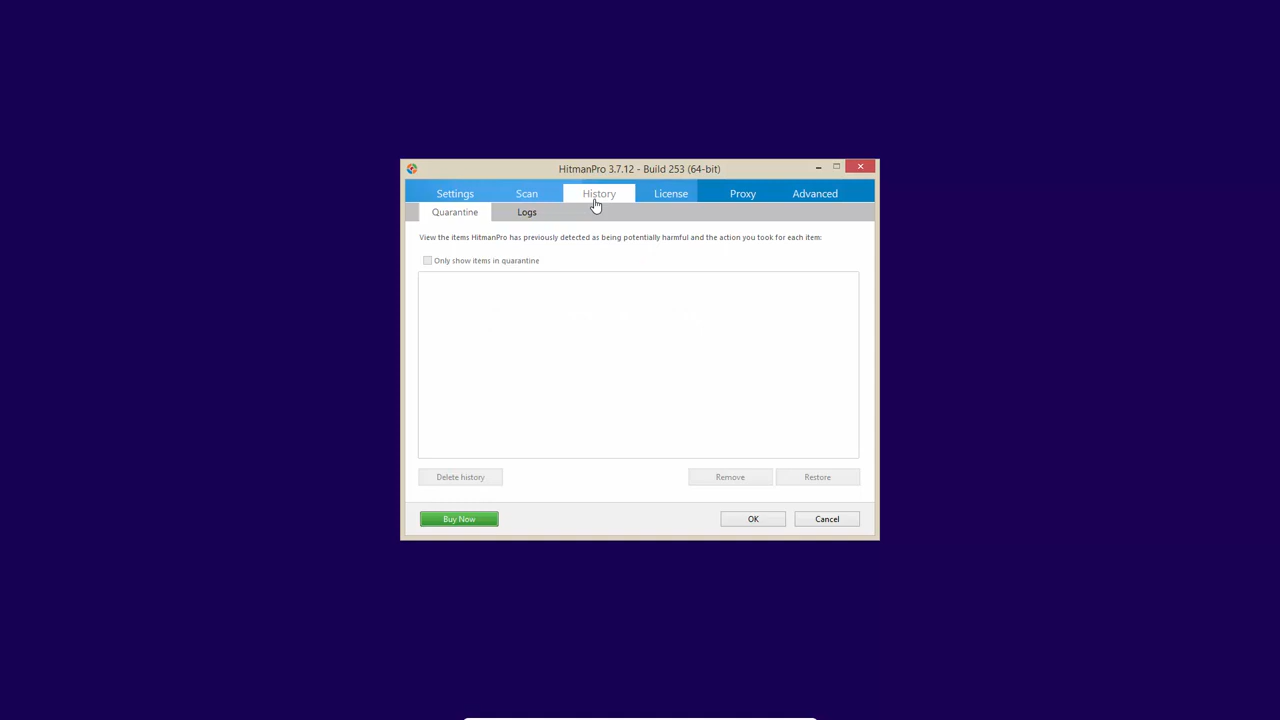 HitmanPro 3.7.12 - Build 253 (64-bit)
Settings Scan History License Proxy Advanced
Quarantine Logs
View the items HitmanPro has previously detected as being potentially harmful and the action you took for each item:
Only show items in quarantine
Delete history Remove Restore
Buy Now OK Cancel